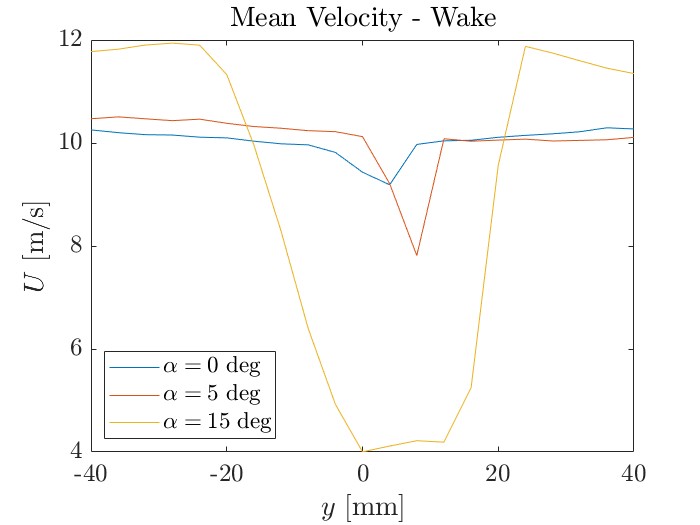 Mean Velocity - Wake
12
10
8
6
4
U [m/s]
α = 0 deg
α = 5 deg
α = 15 deg
-40 -20 0 20 40
y [mm]